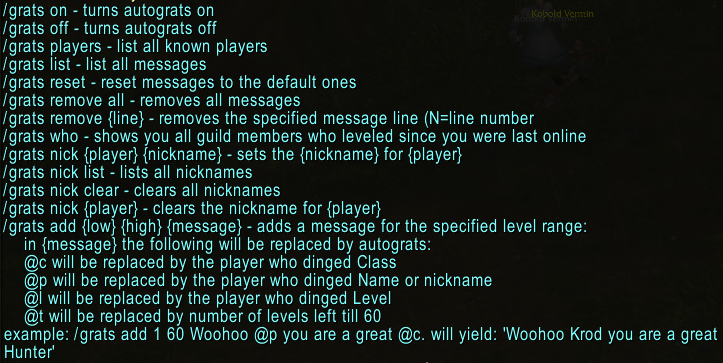 /grats on - turns autograts on
Kobold Vermin
/grats off - turns autograts off
/grats players - list all known players
/grats list - list all messages
/grats reset - reset messages to the default ones
/grats remove all - removes all messages
/grats remove {line} - removes the specified message line (N=line number
/grats who - shows you all guild members who leveled since you were last online
/grats nick {player} {nickname} - sets the {nickname} for {player}
/grats nick list - lists all nicknames
/grats nick clear - clears all nicknames
/grats nick {player} - clears the nickname for {player}
/grats add {low} {high} {message} - adds a message for the specified level range:
in {message} the following will be replaced by autograts:
@c will be replaced by the player who dinged Class
@p will be replaced by the player who dinged Name or nickname
@l will be replaced by the player who dinged Level
@t will be replaced by number of levels left till 60
example: /grats add 1 60 Woohoo @p you are a great @c. will yield: 'Woohoo Krod you are a great
Hunter'